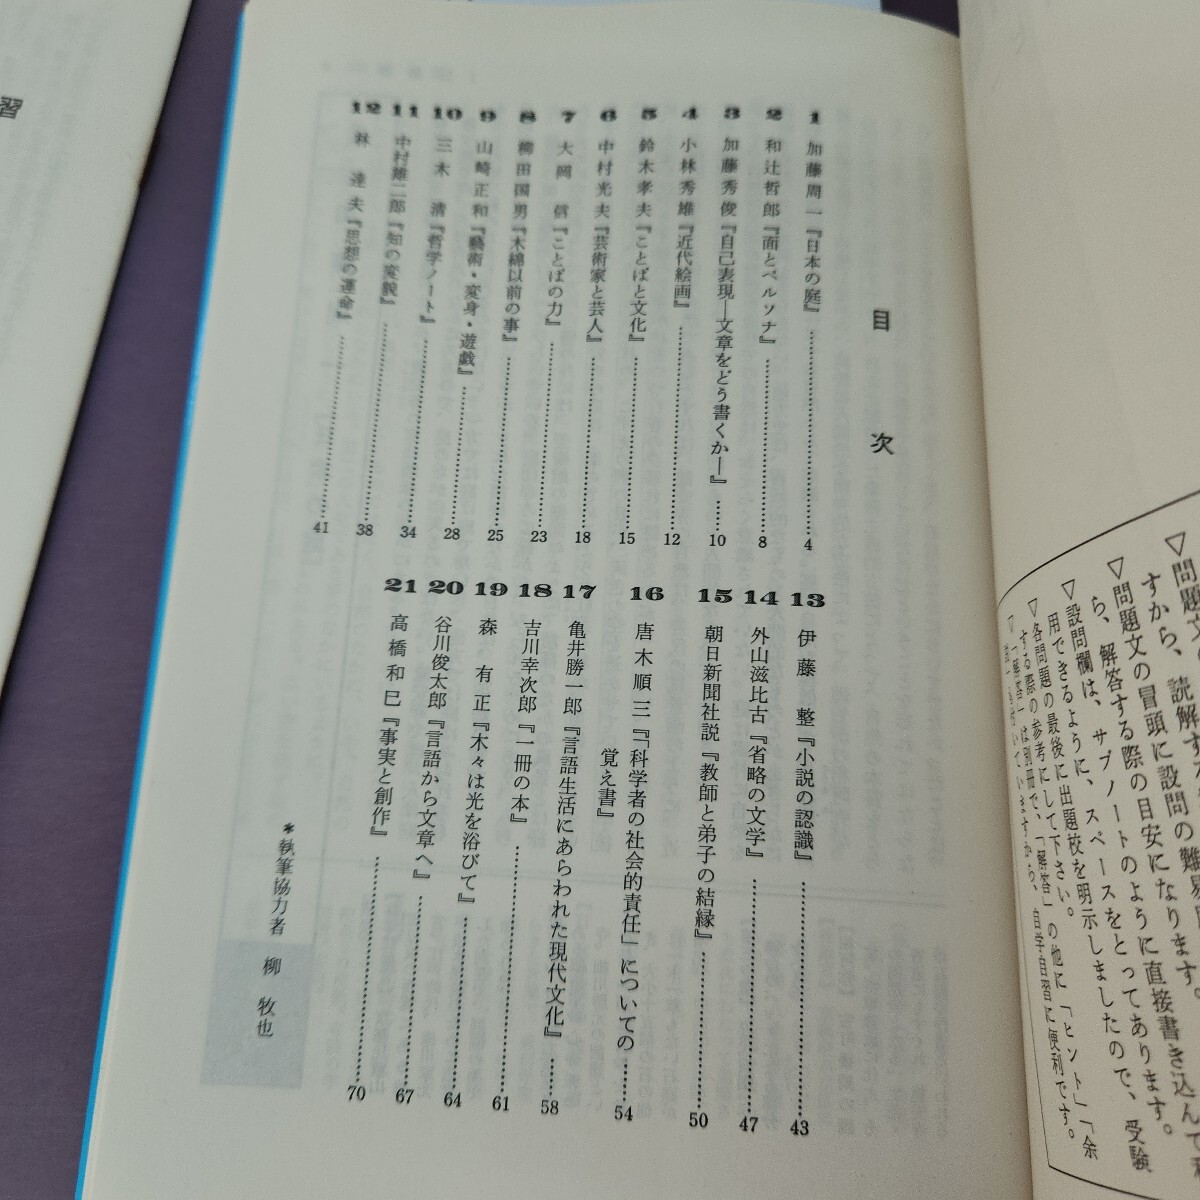 ▽問題文
すから、読解す
▽問題文の冒頭に設問の難易
ら、解答する際の目安になります。
▽設問欄は、サブノートのように直接書き込んで
用できるように、スペースをとってあります。
▽各問題の最後に出題校を明示しましたので、受験
する際の参考にして下さい。
▽「解答」は別冊で、「解答」の他に「ヒント」「余
ていますから、自学自習に便利です。
目次
1 加藤周一『日本の庭』 4
2 和辻哲郎『面とペルソナ』 8
3 加藤秀俊『自己表現―文章をどう書くか―』 10
4 小林秀雄『近代絵画』 12
5 鈴木孝夫『ことばと文化』 15
6 中村光夫『芸術家と芸人』 18
7 大岡信『ことばの力』 23
8 柳田国男『木綿以前の事』 25
9 山崎正和『藝術・変身・遊戯』 28
10 三木清『哲学ノート』 34
11 中村雄二郎『知の変貌』 38
12 林達夫『思想の運命』 41
13 伊藤整『小説の認識』 43
14 外山滋比古『省略の文学』 47
15 朝日新聞社説『教師と弟子の結縁』 50
16 唐木順三『「科学者の社会的責任」についての
覚え書』 54
17 亀井勝一郎『言語生活にあらわれた現代文化』 58
18 吉川幸次郎『一冊の本』 61
19 森有正『木々は光を浴びて』 64
20 谷川俊太郎『言語から文章へ』 67
21 高橋和巳『事実と創作』 70
＊執筆協力者 柳 牧也
習